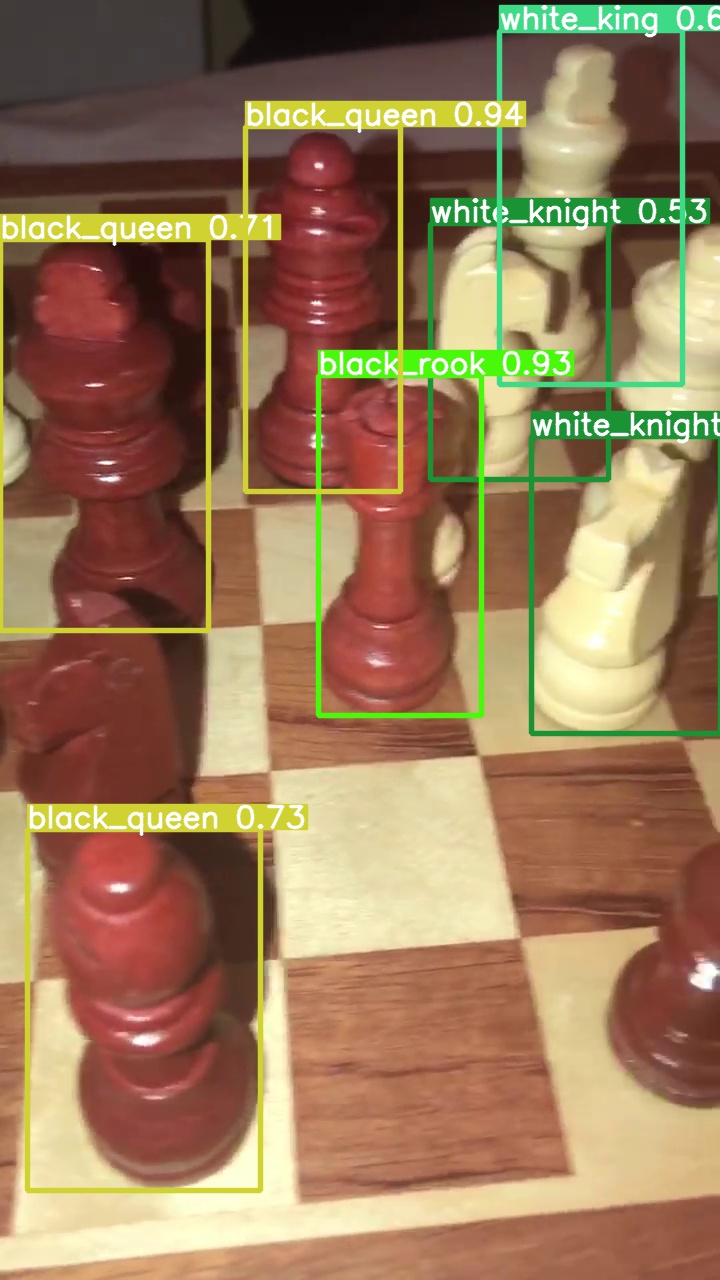 white_king 0.6
black_queen 0.94
white_knight 0.53
black_queen 0.71
black_rook 0.93
white_knight
black_queen 0.73